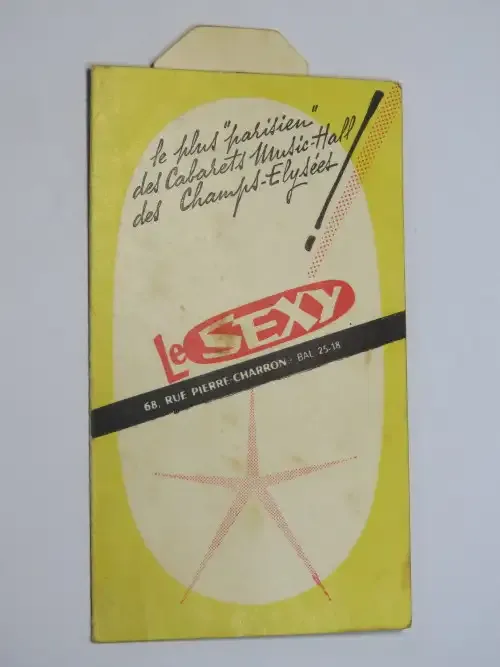 le plus "parisien"
des Cabarets Music-Hall
des Champs-Elysées !
Le SEXY
68, RUE PIERRE-CHARRON - BAL 25-18